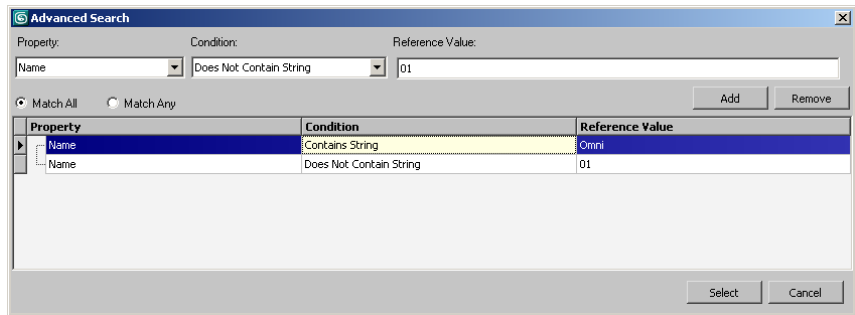 Advanced Search
Property: Condition: Reference Value:
Name Does Not Contain String 01
Match All Match Any Add Remove
Property Condition Reference Value
Name Contains String Omni
Name Does Not Contain String 01
Select Cancel